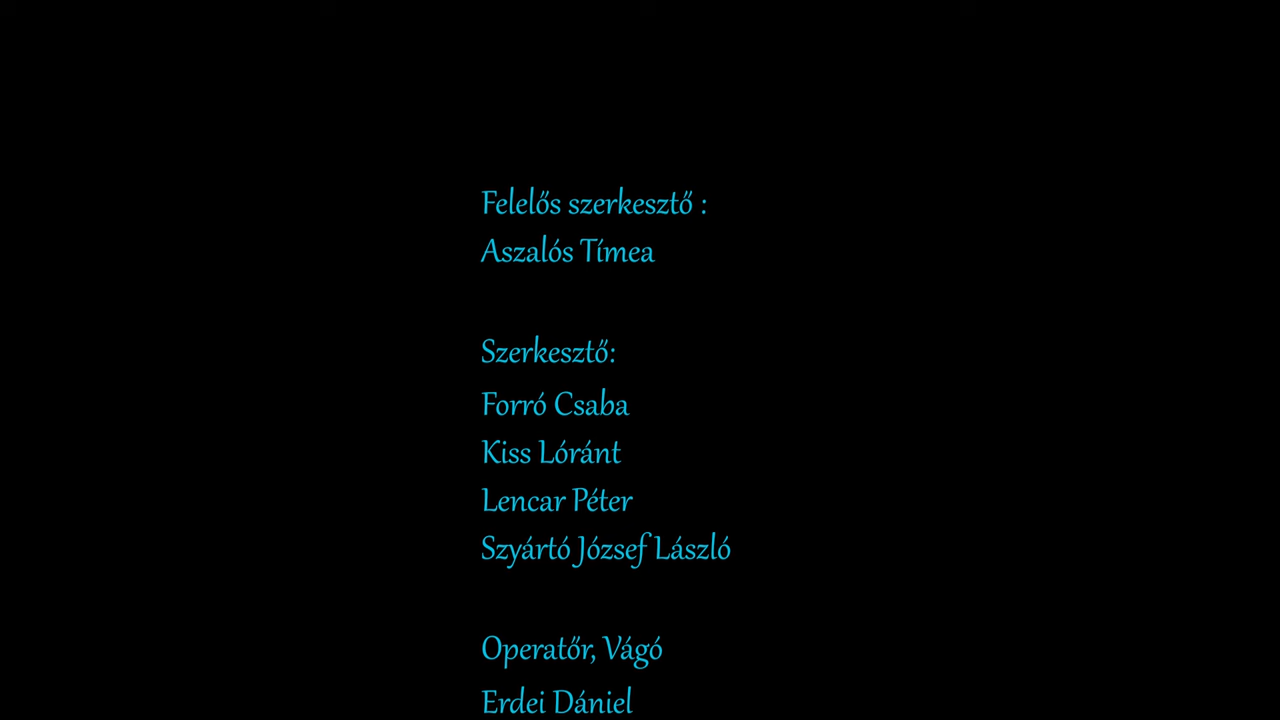 Felelős szerkesztő :
Aszalós Tímea
Szerkesztő:
Forró Csaba
Kiss Lóránt
Lencar Péter
Szyártó József László
Operatőr, Vágó
Erdei Dániel